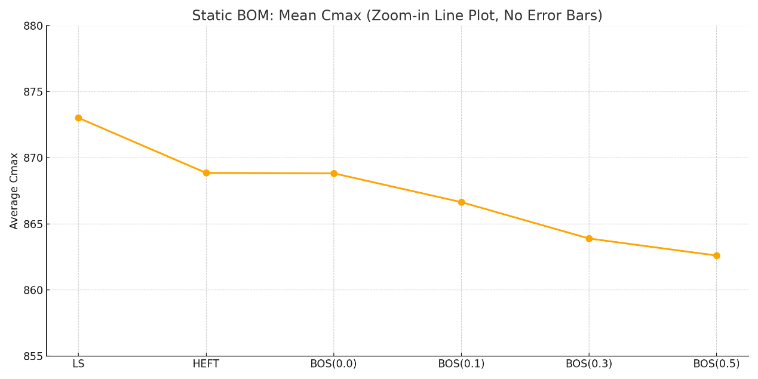 Static BOM: Mean Cmax (Zoom-in Line Plot, No Error Bars)
Average Cmax
880
875
870
865
860
855
LS HEFT BOS(0.0) BOS(0.1) BOS(0.3) BOS(0.5)